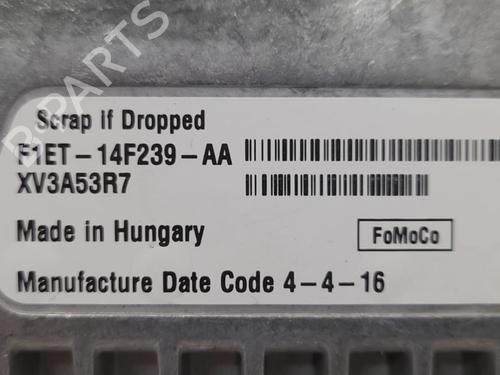 Scrap if Dropped
F1ET-14F239-AA
XV3A53R7
Made in Hungary
FoMoCo
Manufacture Date Code 4-4-16
B-PARTS